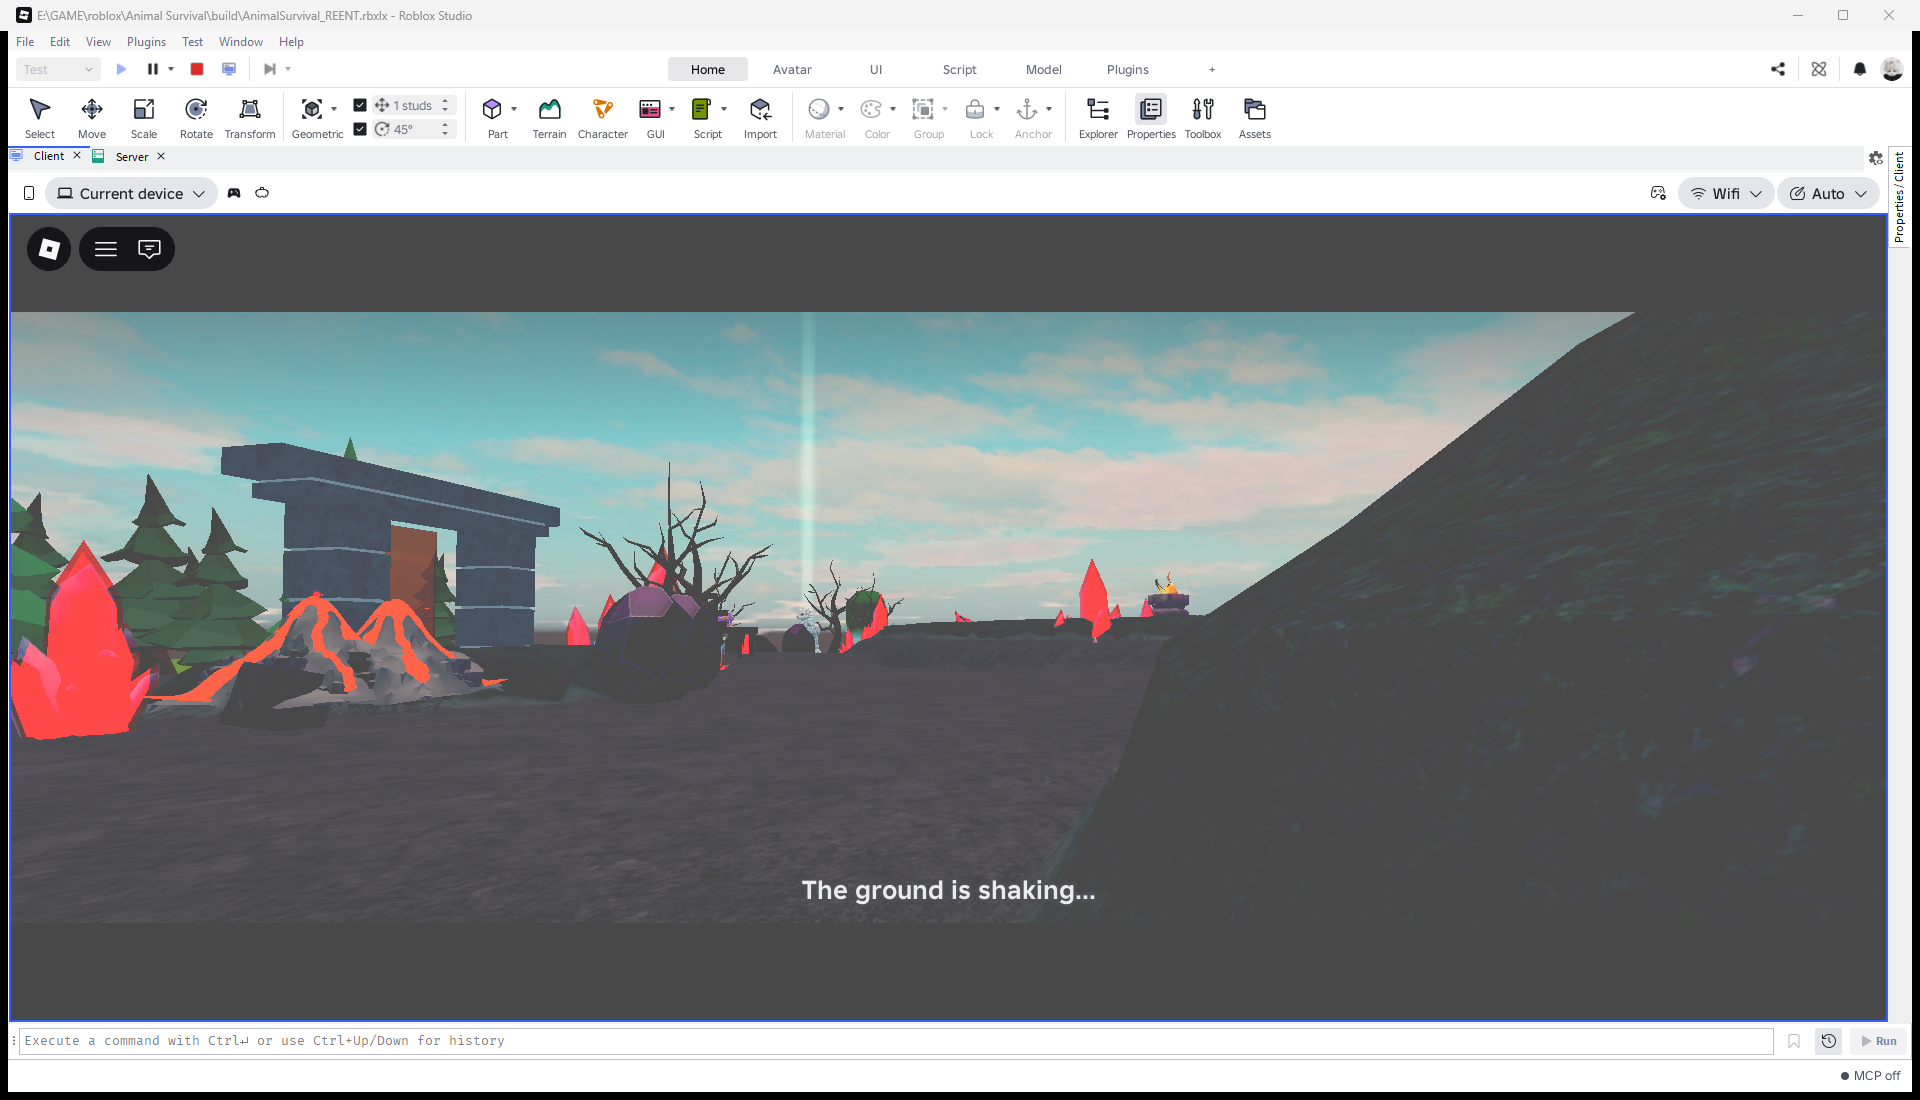 E:\GAME\roblox\Animal Survival\build\AnimalSurvival_REENT.rbxlx - Roblox Studio
File Edit View Plugins Test Window Help
Test Home Avatar UI Script Model Plugins +
1 studs
45°
Select Move Scale Rotate Transform Geometric Part Terrain Character GUI Script Import Material Color Group Lock Anchor Explorer Properties Toolbox Assets
Client Server
Current device Wifi Auto
Properties / Client
The ground is shaking...
Execute a command with Ctrl↵ or use Ctrl+Up/Down for history Run
MCP off